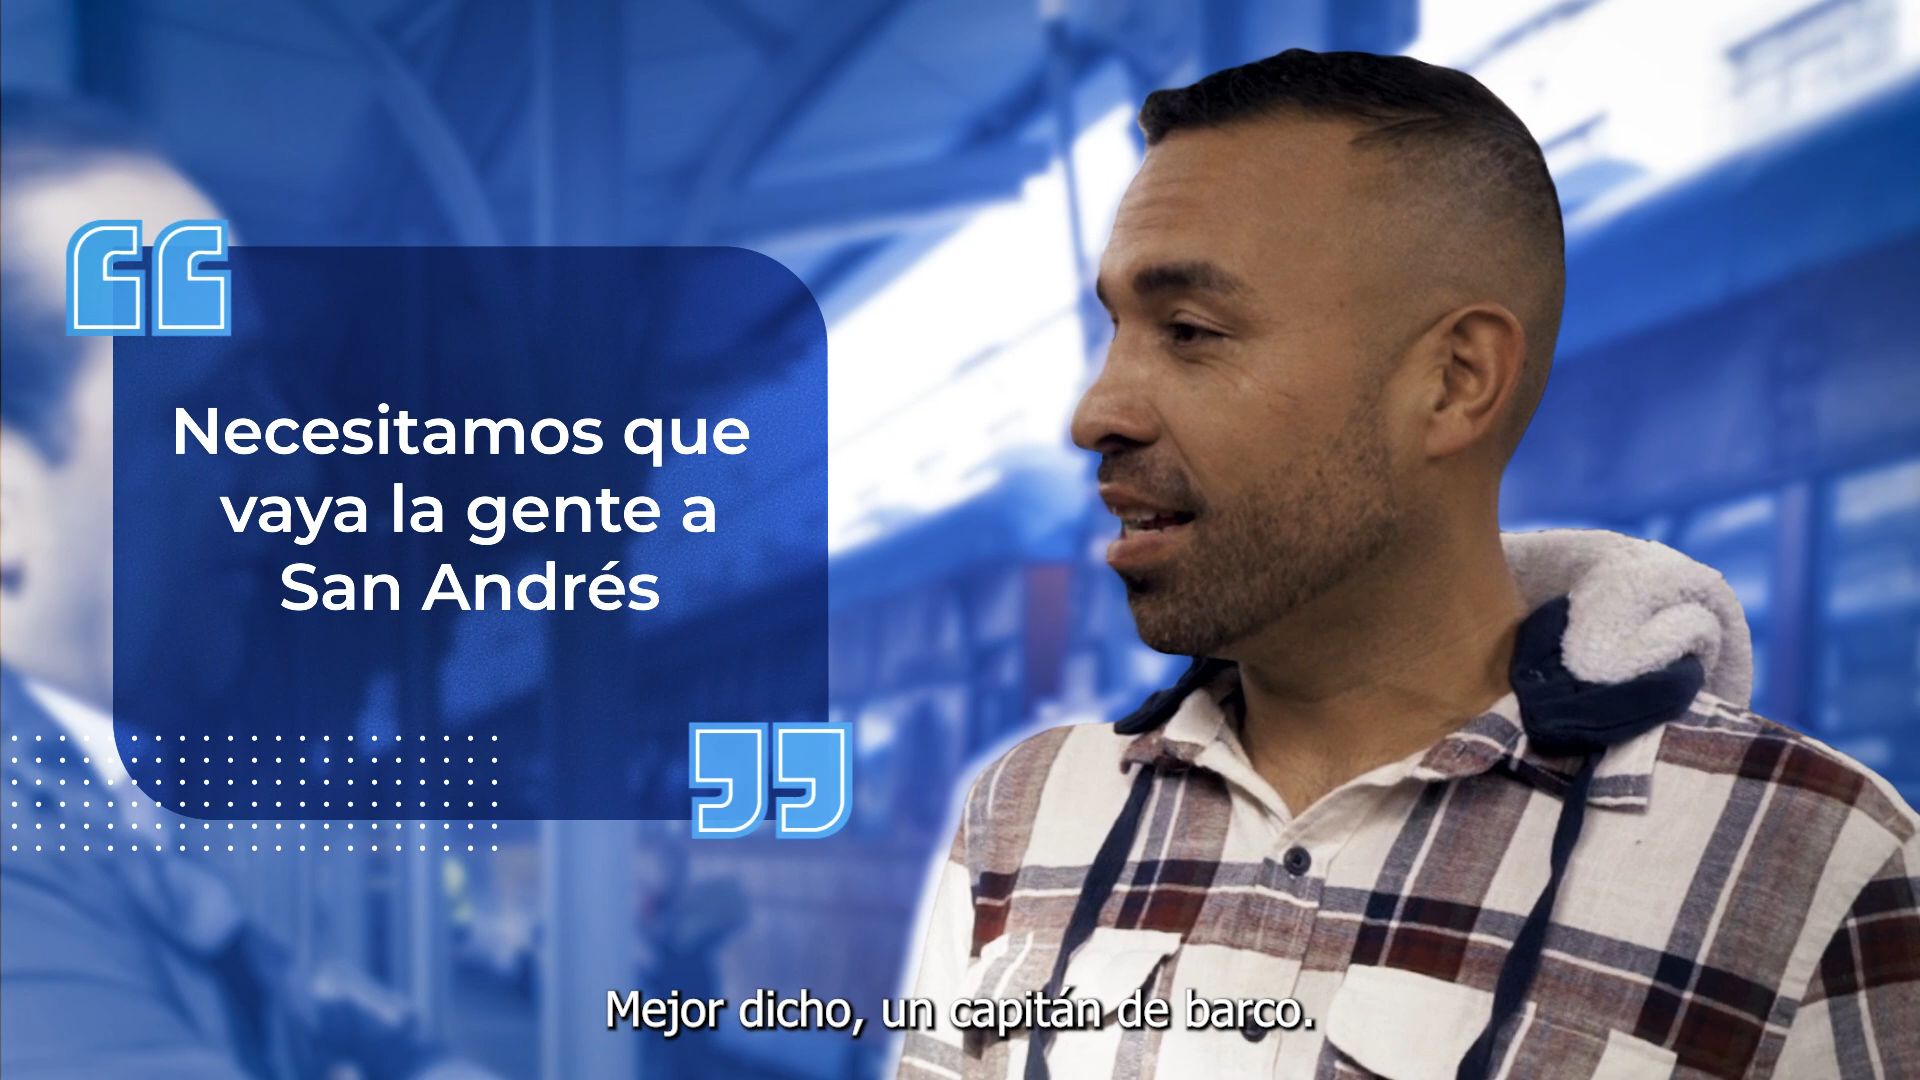 Necesitamos que
vaya la gente a
San Andrés
Mejor dicho, un capitán de barco.